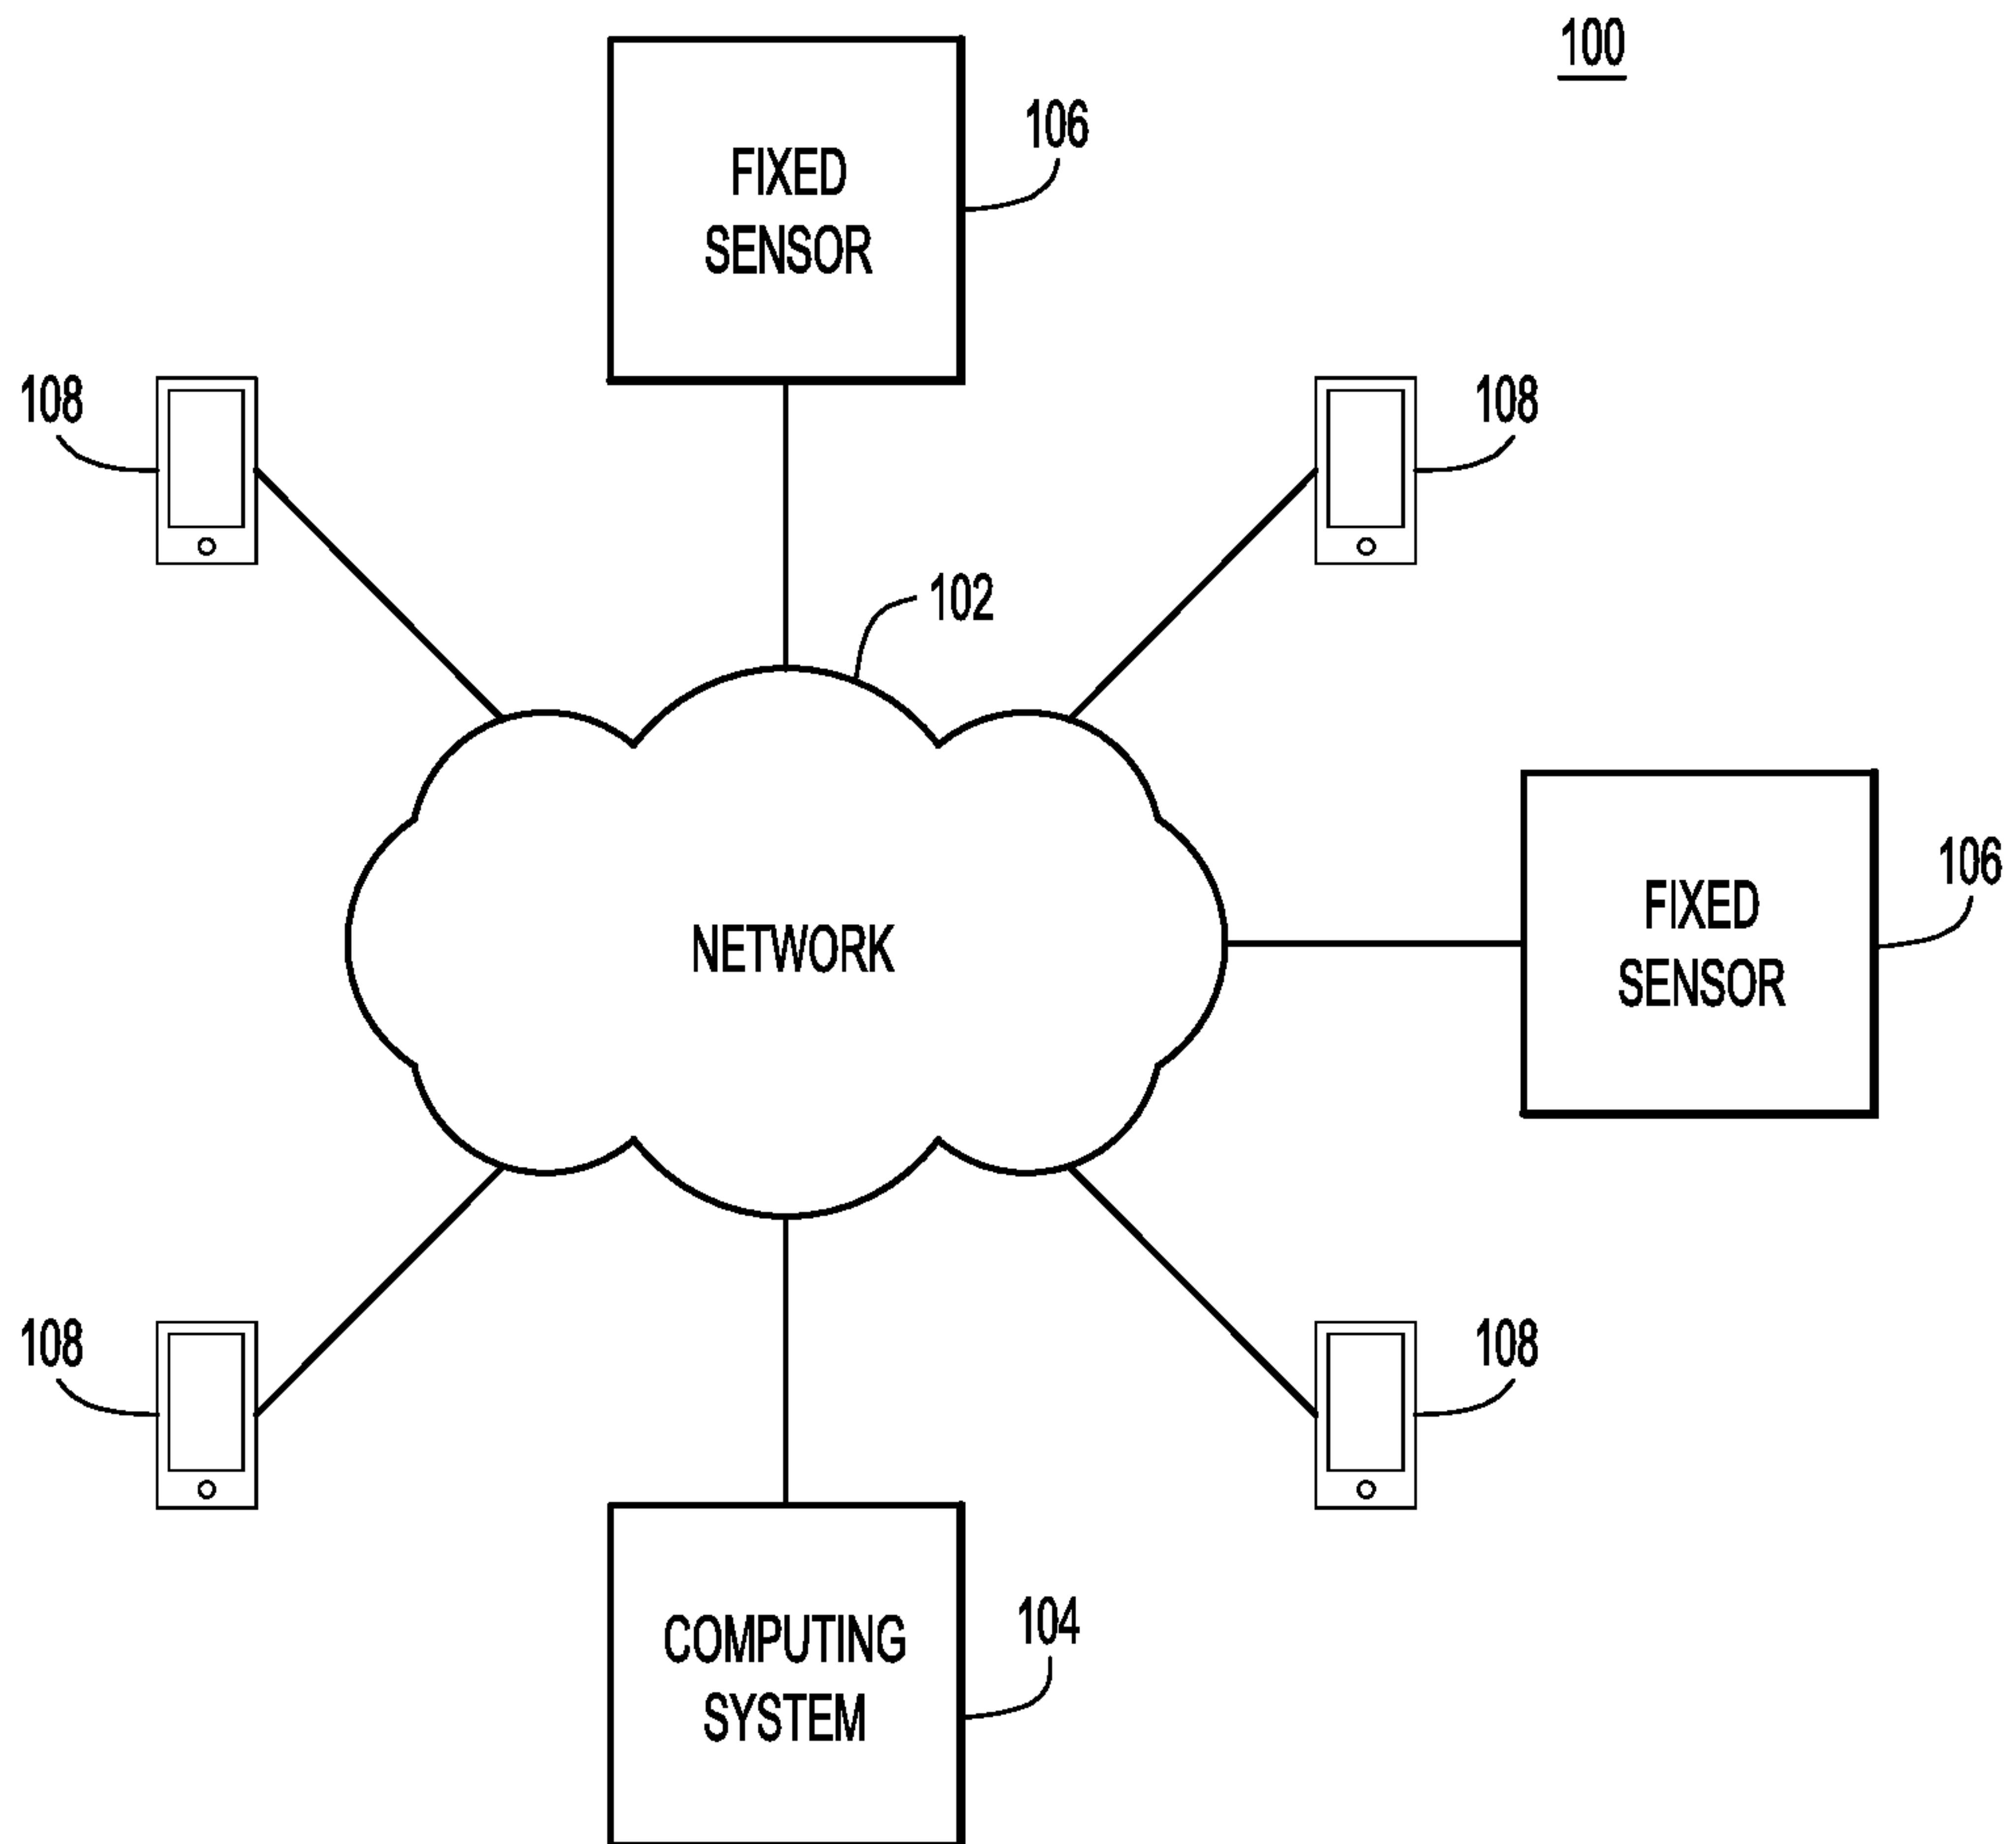 100
FIXED
SENSOR
106
108
108
102
NETWORK
FIXED
SENSOR
106
108
108
COMPUTING
SYSTEM
104